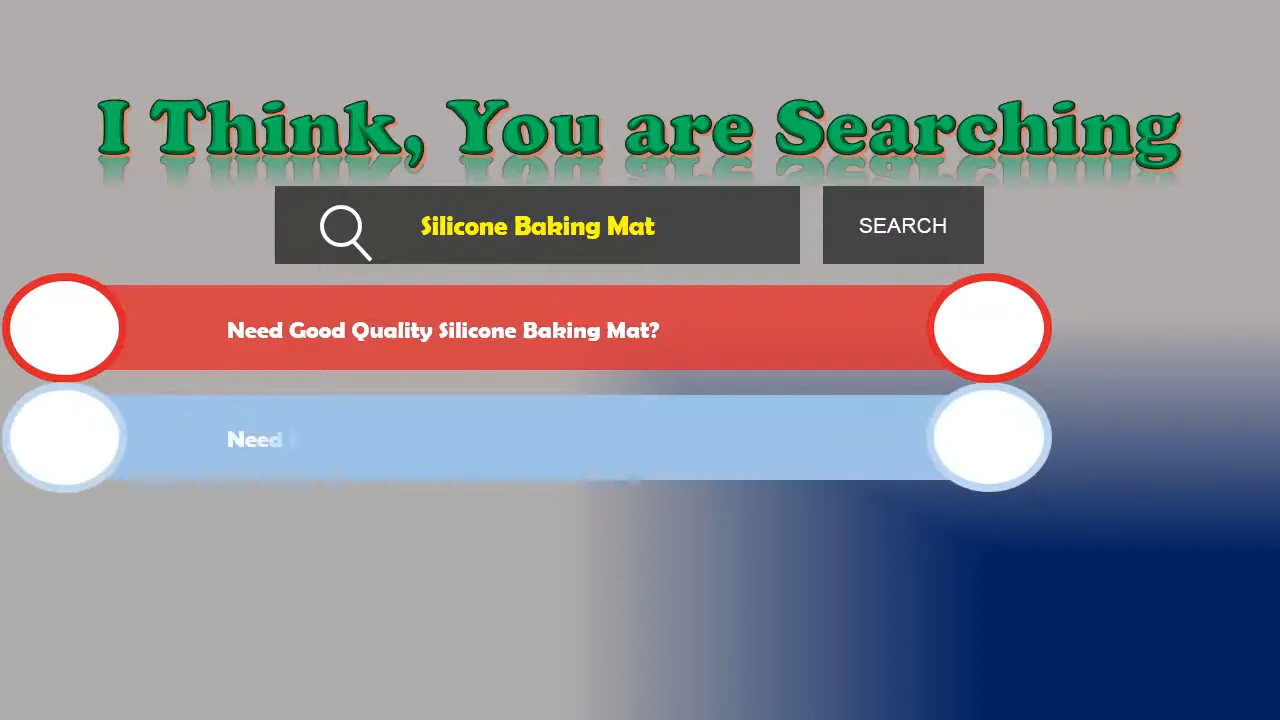 I Think, You are Searching
Silicone Baking Mat
SEARCH
Need Good Quality Silicone Baking Mat?
Need